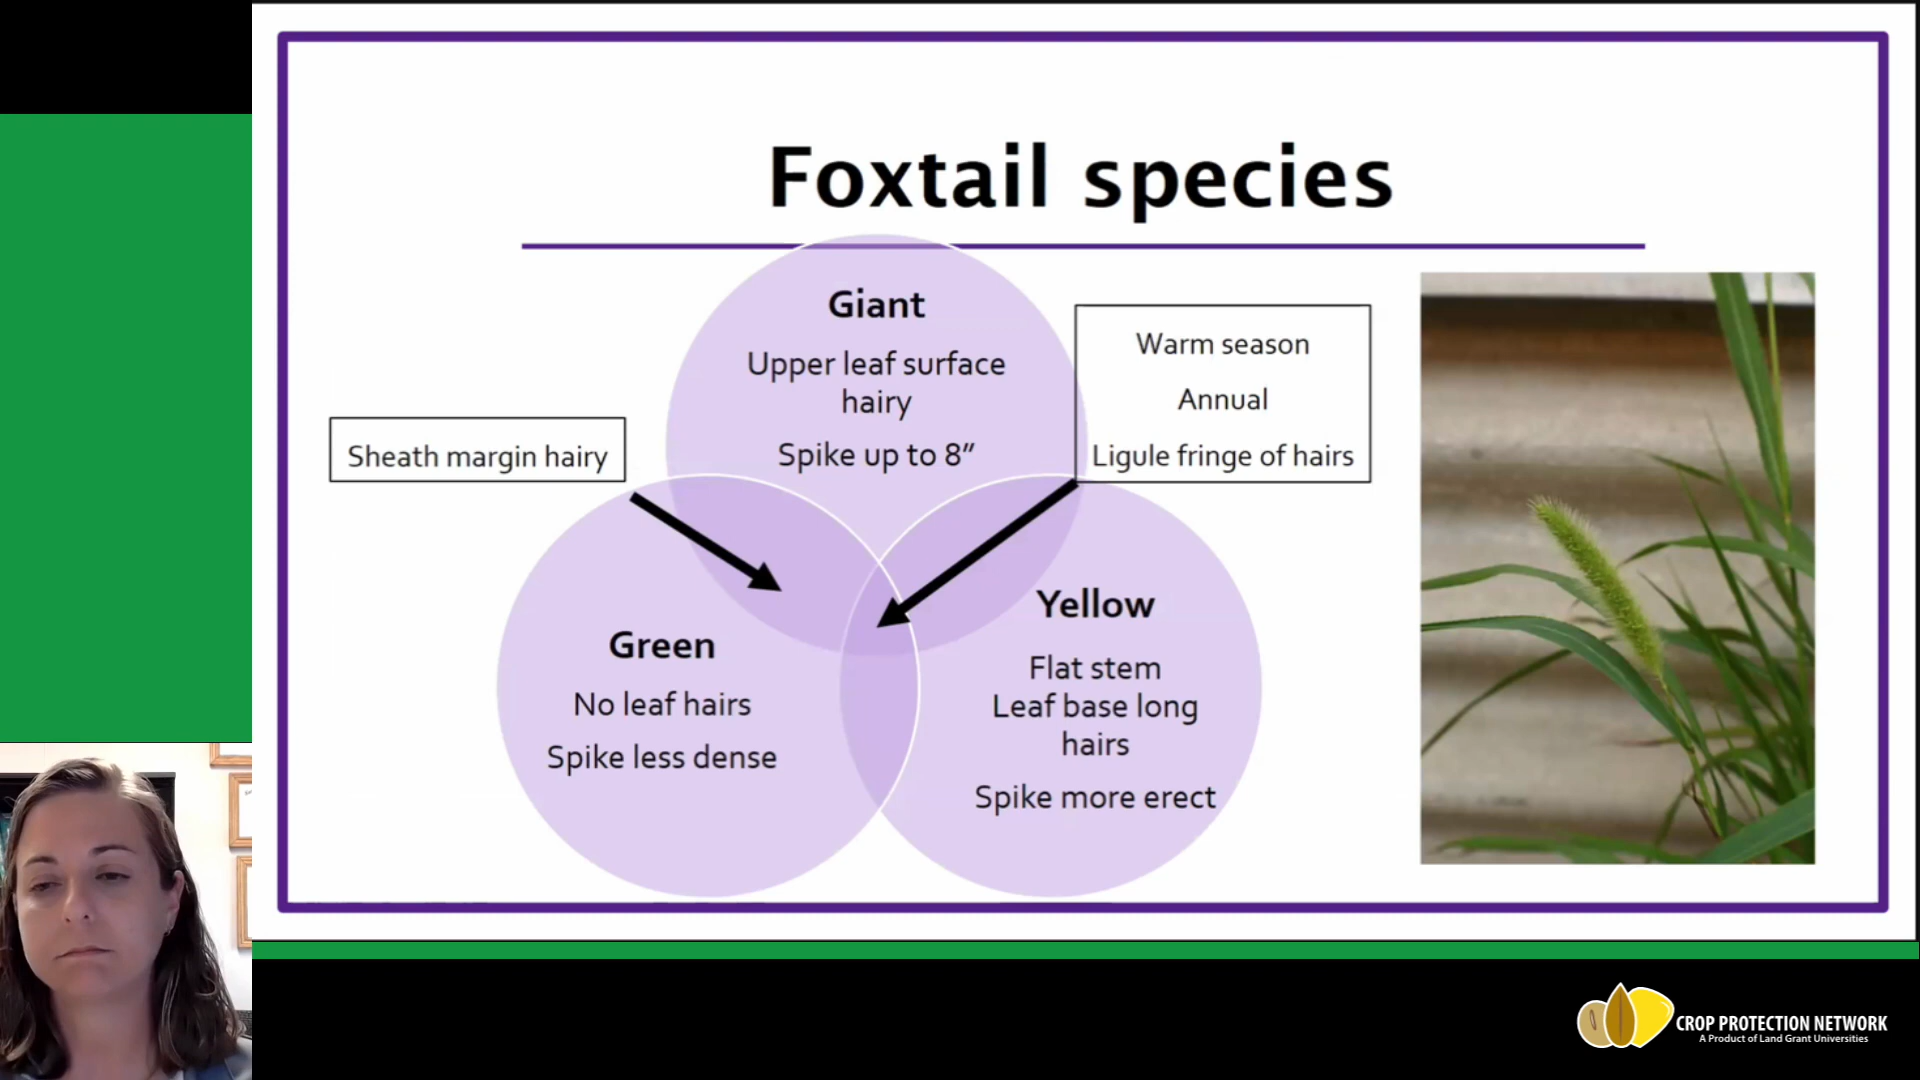 Foxtail species
Giant
Upper leaf surface
hairy
Spike up to 8”
Warm season
Annual
Ligule fringe of hairs
Sheath margin hairy
Green
No leaf hairs
Spike less dense
Yellow
Flat stem
Leaf base long
hairs
Spike more erect
CROP PROTECTION NETWORK
A Product of Land Grant Universities